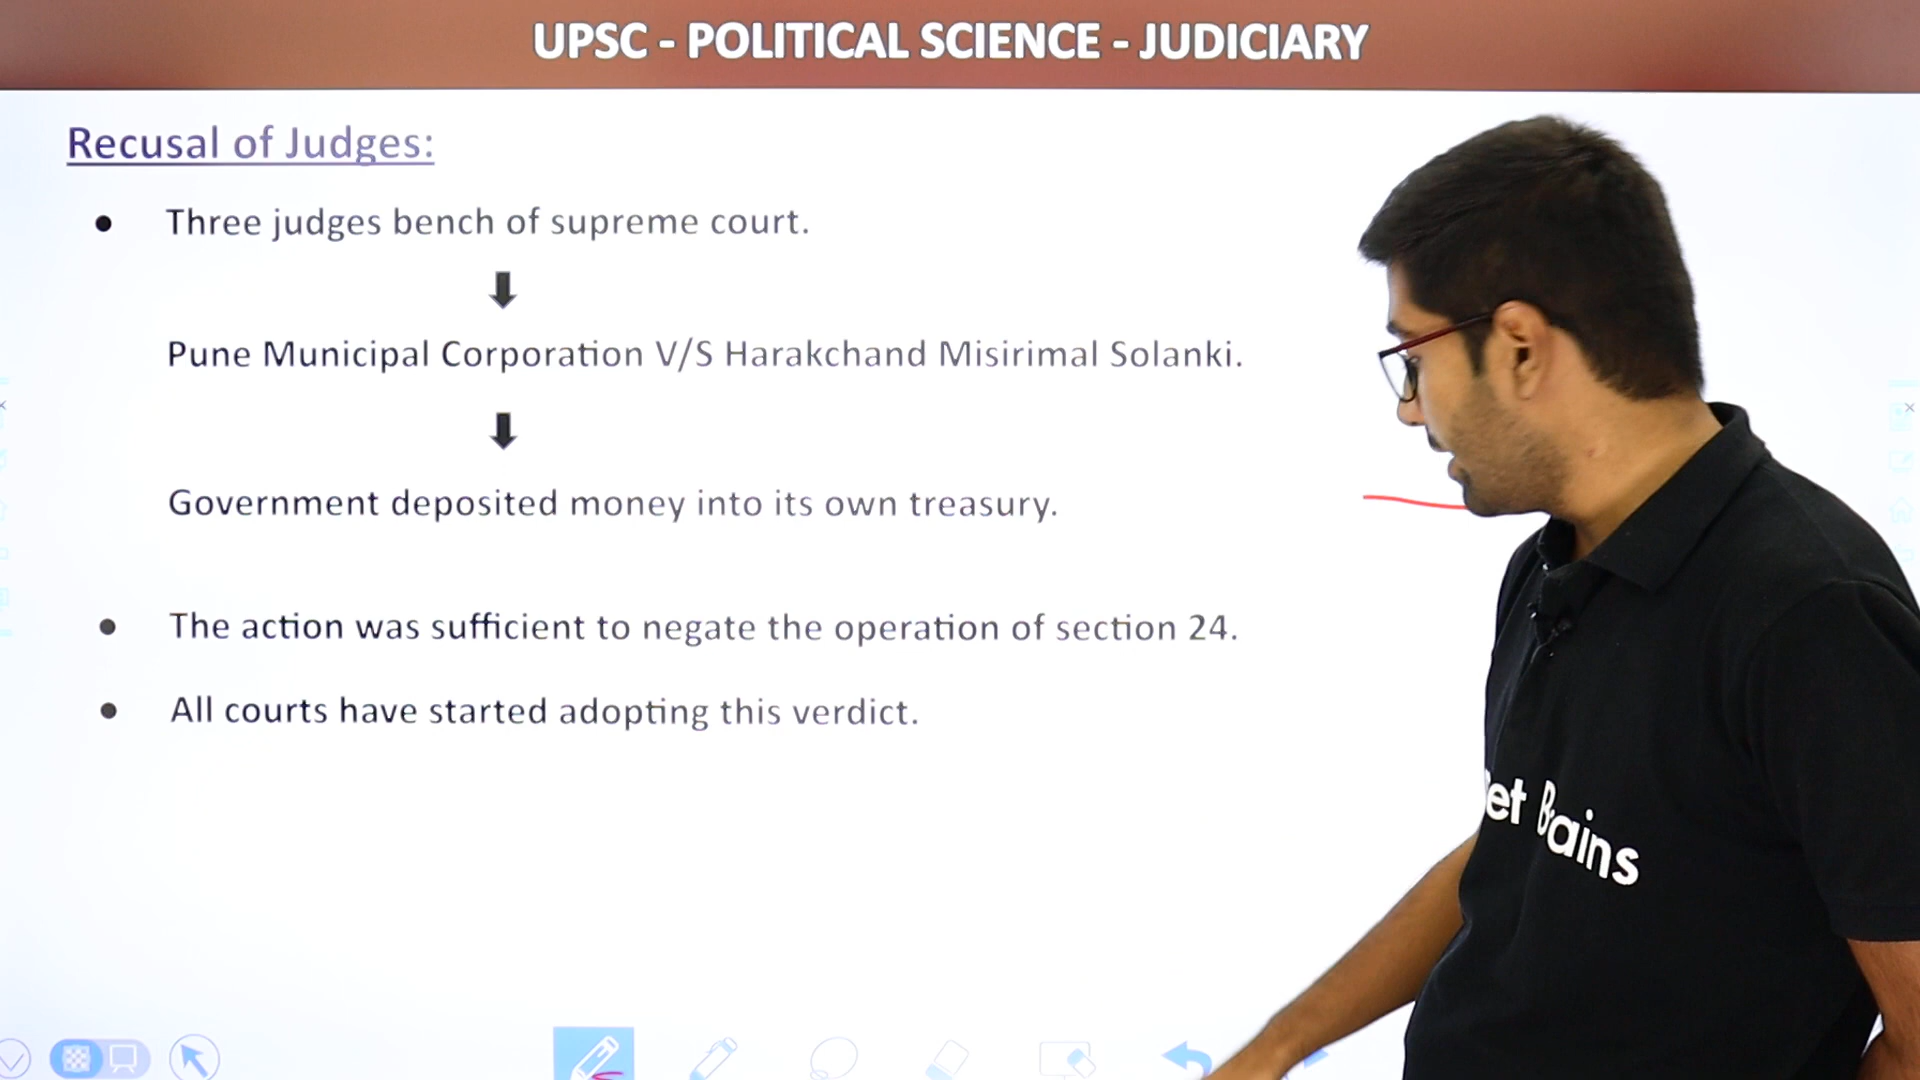 UPSC - POLITICAL SCIENCE - JUDICIARY
Recusal of Judges:
Three judges bench of supreme court.
Pune Municipal Corporation V/S Harakchand Misirimal Solanki.
Government deposited money into its own treasury.
The action was sufficient to negate the operation of section 24.
All courts have started adopting this verdict.
et Brains